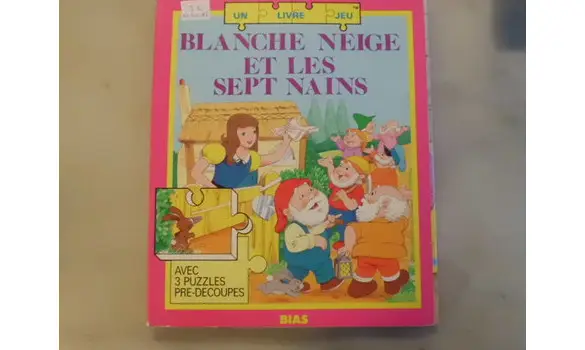 UN LIVRE JEU
BLANCHE NEIGE
ET LES
SEPT NAINS
AVEC
3 PUZZLES
PRE-DECOUPES
BIAS